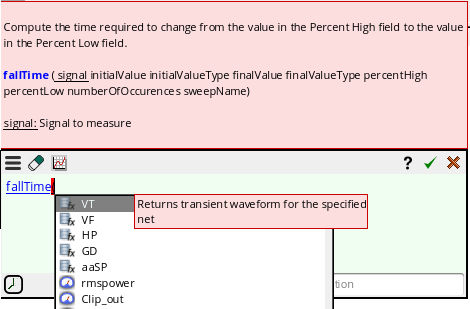 Compute the time required to change from the value in the Percent High field to the value
in the Percent Low field.
fallTime ( signal initialValue initialValueType finalValue finalValueType percentHigh
percentLow numberOfOccurences sweepName)
signal: Signal to measure
?
fallTime
VT
Returns transient waveform for the specified
net
VF
HP
GD
aaSP
rmspower
Clip_out
tion